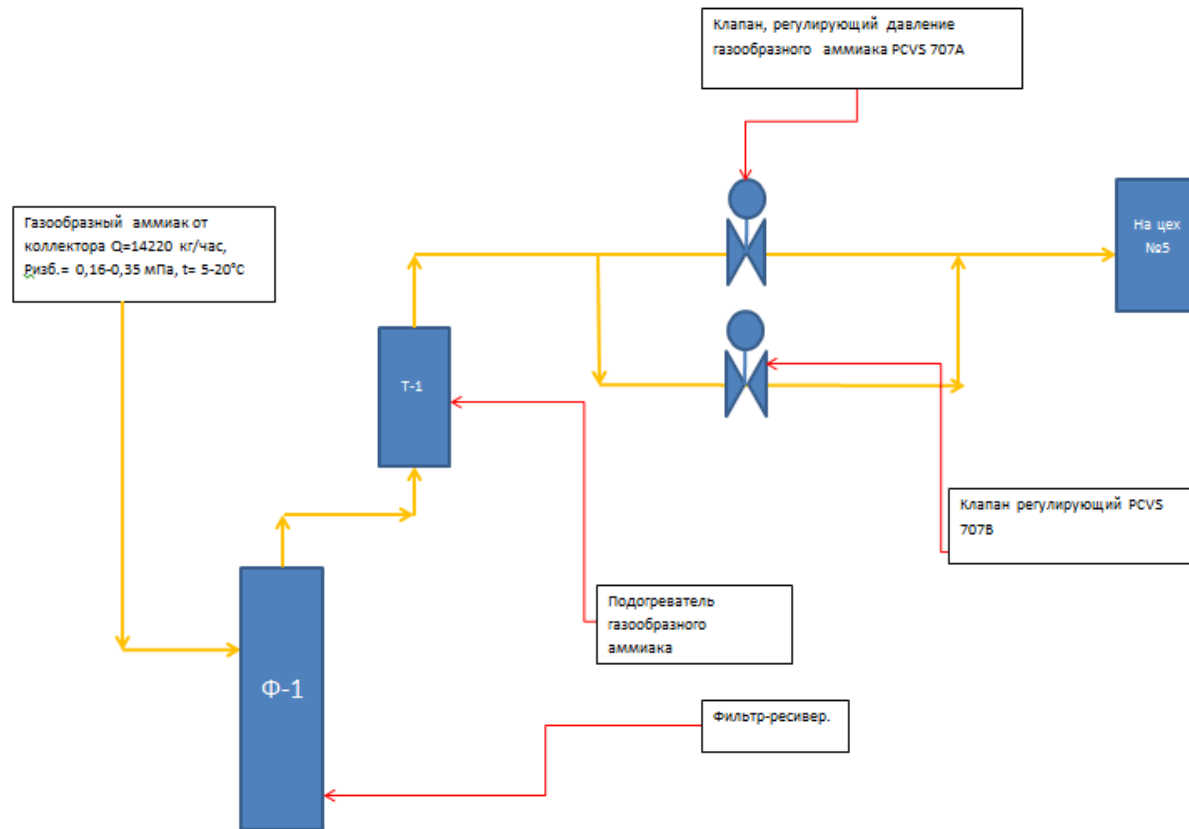 Клапан, регулирующий давление
газообразного аммиака PCVS 707A
Газообразный аммиак от
коллектора Q=14220 кг/час,
Ризб.= 0,16-0,35 мПа, t= 5-20°С
На цех
№5
Т-1
Клапан регулирующий PCVS
707В
Подогреватель
газообразного
аммиака
Ф-1
Фильтр-ресивер.